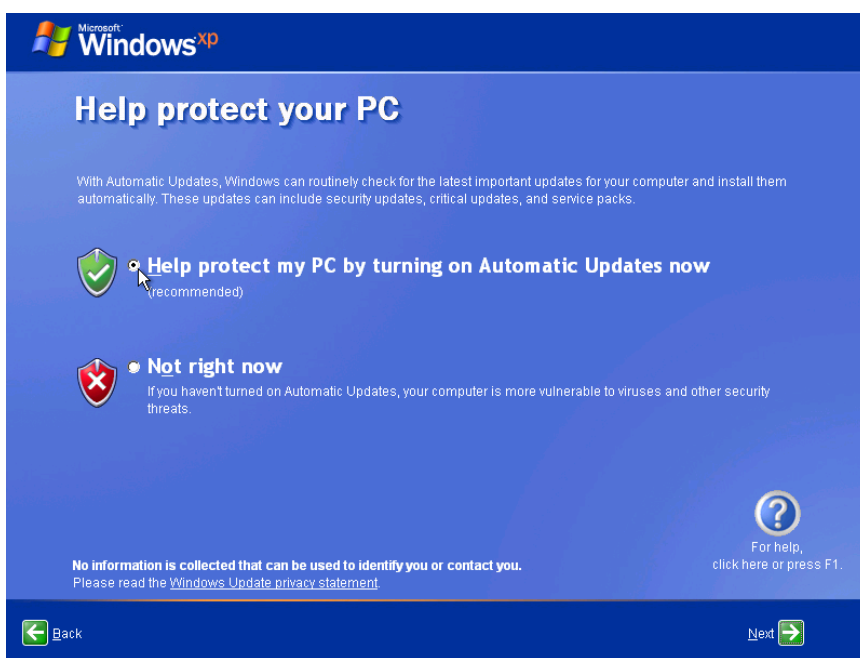 Microsoft
Windows xp
Help protect your PC
With Automatic Updates, Windows can routinely check for the latest important updates for your computer and install them
automatically. These updates can include security updates, critical updates, and service packs.
Help protect my PC by turning on Automatic Updates now
(recommended)
Not right now
If you haven't turned on Automatic Updates, your computer is more vulnerable to viruses and other security
threats.
For help,
click here or press F1.
No information is collected that can be used to identify you or contact you.
Please read the Windows Update privacy statement.
Back
Next